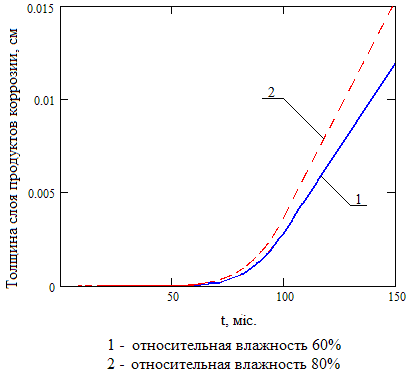 Толщина слоя продуктов коррозии, см
0.015
0.01
0.005
0
2
1
50
100
150
t, міс.
1 - относительная влажность 60%
2 - относительная влажность 80%